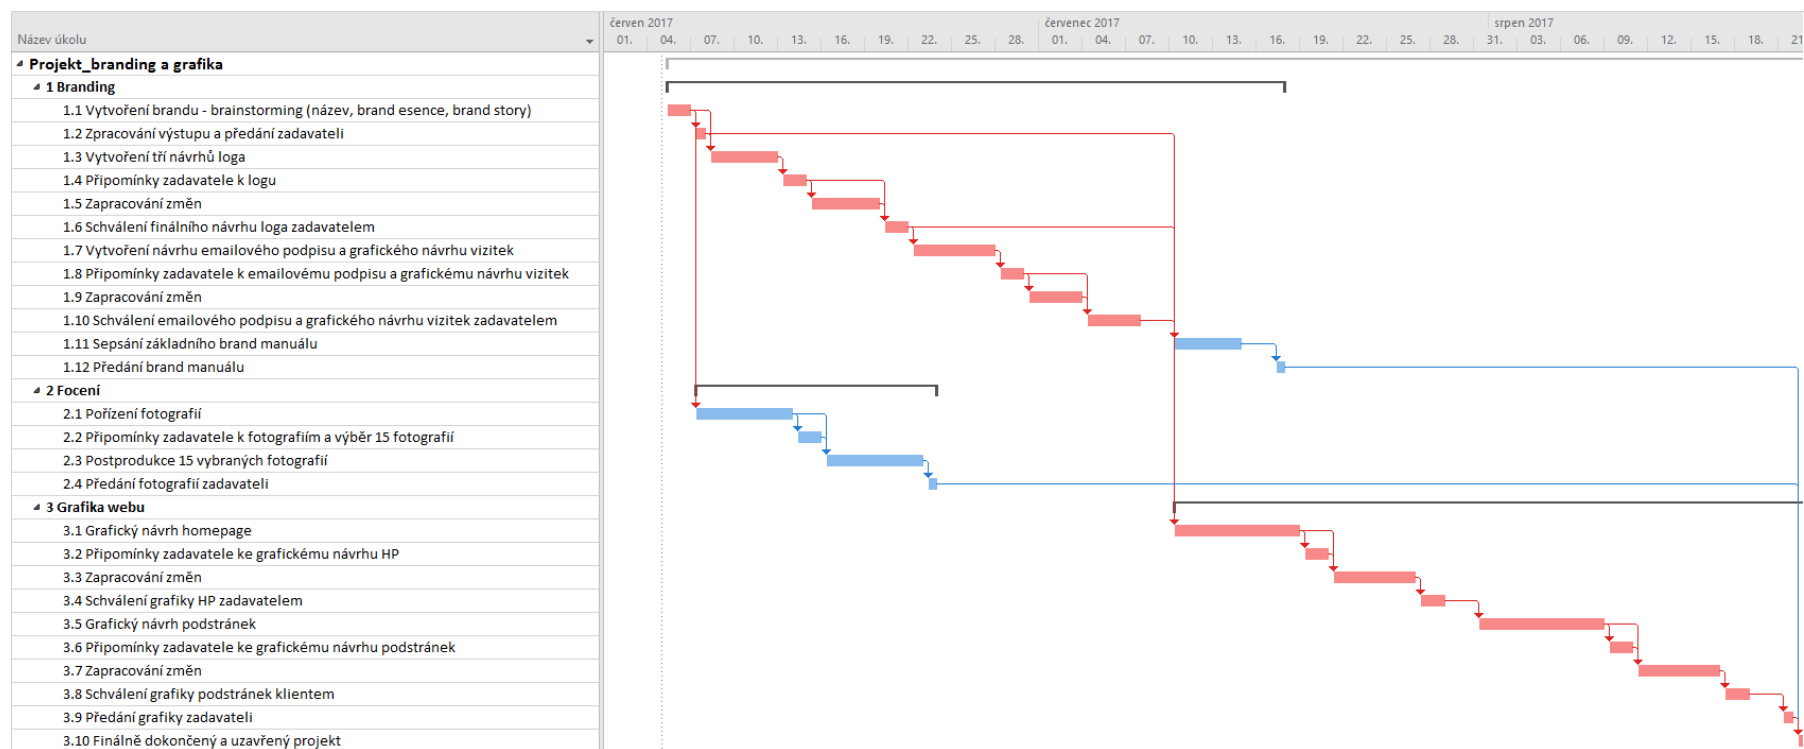 červen 2017 červenec 2017 srpen 2017
Název úkolu 01. 04. 07. 10. 13. 16. 19. 22. 25. 28. 01. 04. 07. 10. 13. 16. 19. 22. 25. 28. 31. 03. 06. 09. 12. 15. 18. 21
Projekt_branding a grafika
1 Branding
1.1 Vytvoření brandu - brainstorming (název, brand esence, brand story)
1.2 Zpracování výstupu a předání zadavateli
1.3 Vytvoření tří návrhů loga
1.4 Připomínky zadavatele k logu
1.5 Zapracování změn
1.6 Schválení finálního návrhu loga zadavatelem
1.7 Vytvoření návrhu emailového podpisu a grafického návrhu vizitek
1.8 Připomínky zadavatele k emailovému podpisu a grafickému návrhu vizitek
1.9 Zapracování změn
1.10 Schválení emailového podpisu a grafického návrhu vizitek zadavatelem
1.11 Sepsání základního brand manuálu
1.12 Předání brand manuálu
2 Focení
2.1 Pořízení fotografií
2.2 Připomínky zadavatele k fotografiím a výběr 15 fotografií
2.3 Postprodukce 15 vybraných fotografií
2.4 Předání fotografií zadavateli
3 Grafika webu
3.1 Grafický návrh homepage
3.2 Připomínky zadavatele ke grafickému návrhu HP
3.3 Zapracování změn
3.4 Schválení grafiky HP zadavatelem
3.5 Grafický návrh podstránek
3.6 Připomínky zadavatele ke grafickému návrhu podstránek
3.7 Zapracování změn
3.8 Schválení grafiky podstránek klientem
3.9 Předání grafiky zadavateli
3.10 Finálně dokončený a uzavřený projekt